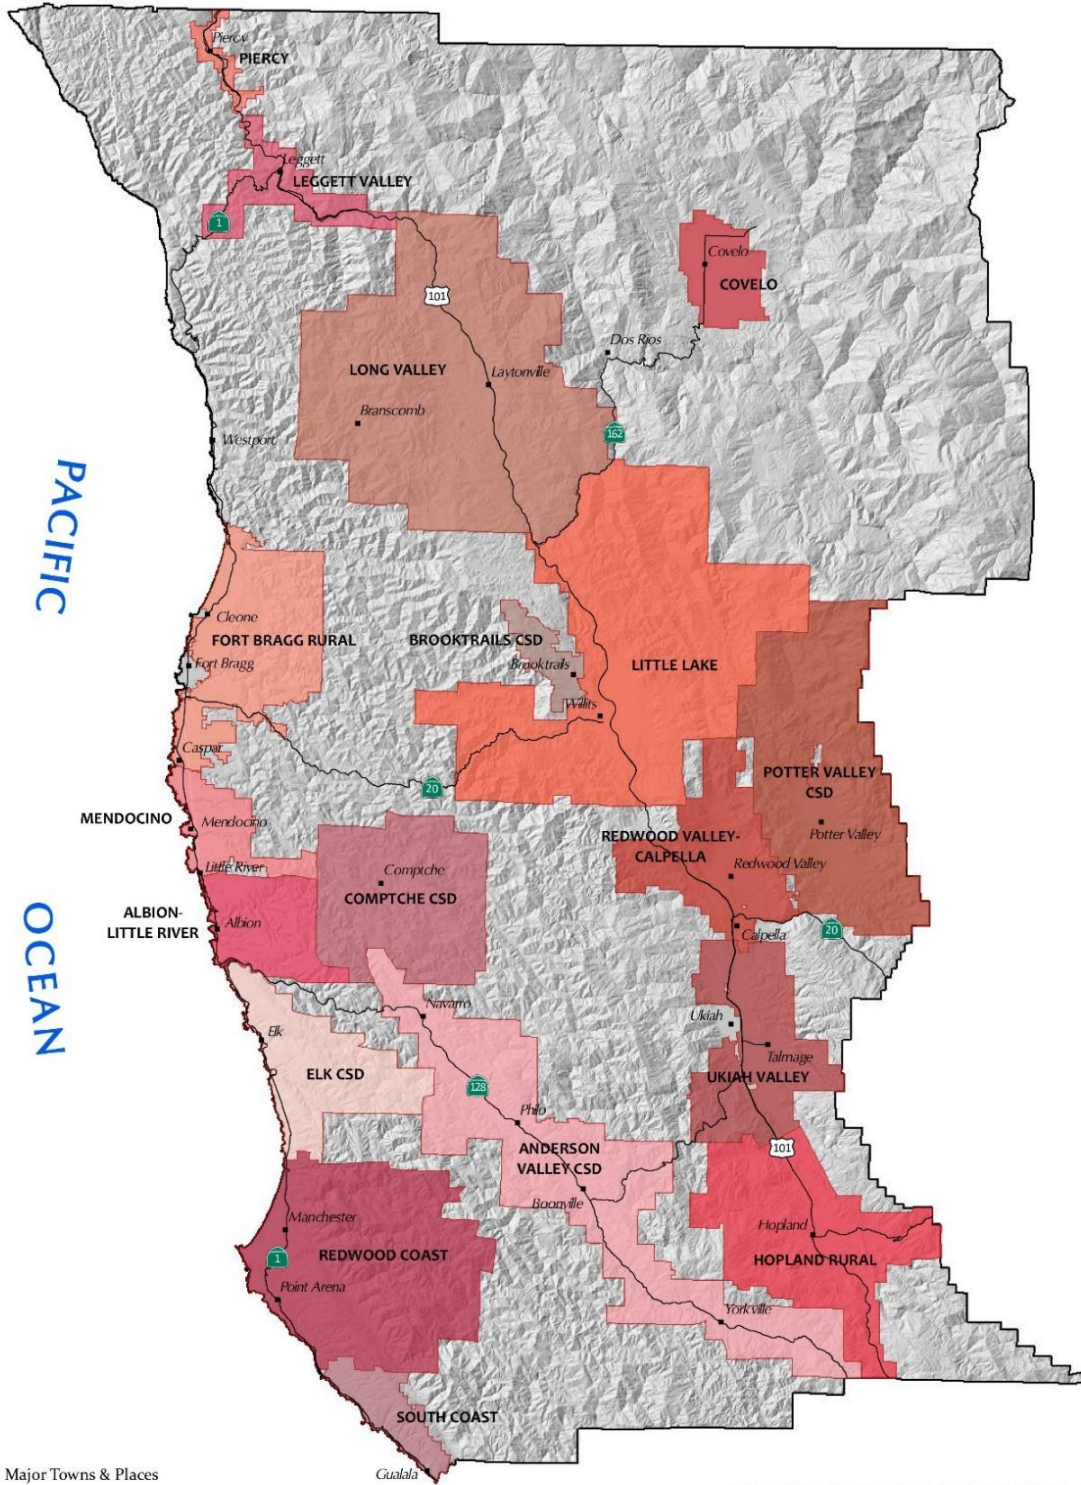 Piercy
PIERCY
Leggett
LEGGETT VALLEY
1
Covelo
COVELO
101
Dos Rios
LONG VALLEY
Laytonville
Branscomb
162
Westport
PACIFIC
Cleone
FORT BRAGG RURAL
BROOKTRAILS CSD
Fort Bragg
Brooktrails
LITTLE LAKE
Willits
Caspar
20
POTTER VALLEY
CSD
MENDOCINO
Mendocino
Potter Valley
REDWOOD VALLEY-
CALPELLA
Little River
Comptche
Redwood Valley
COMPTCHE CSD
ALBION-
LITTLE RIVER
Albion
Calpella
20
OCEAN
Navarro
Ukiah
Elk
Talmage
ELK CSD
UKIAH VALLEY
128
Philo
ANDERSON
VALLEY CSD
101
Boonville
Manchester
Hopland
REDWOOD COAST
HOPLAND RURAL
1
Point Arena
Yorkville
SOUTH COAST
Gualala
Major Towns & Places